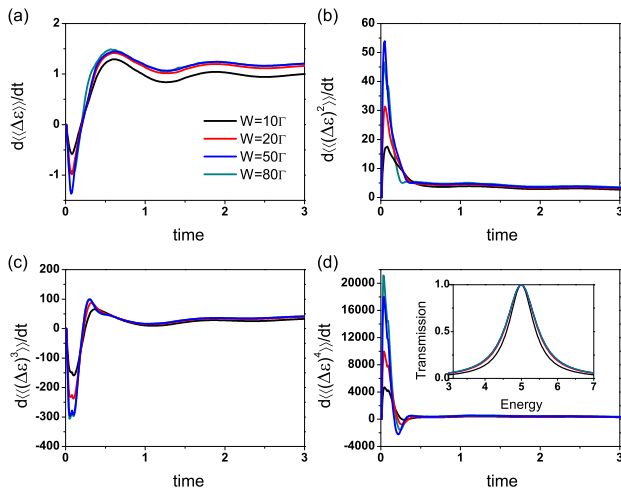 (a)
d⟨⟨Δε⟩⟩/dt
2
1
0
1
0
1
2
3
time
W=10Γ
W=20Γ
W=50Γ
W=80Γ
(b)
d⟨⟨(Δε)²⟩⟩/dt
60
50
40
30
20
10
0
0
1
2
3
time
(c)
d⟨⟨(Δε)³⟩⟩/dt
200
100
0
-100
-200
-300
-400
0
1
2
3
time
(d)
d⟨⟨(Δε)⁴⟩⟩/dt
20000
16000
12000
8000
4000
0
-4000
0
1
2
3
time
Transmission
1.0
0.5
0.0
3
4
5
6
7
Energy